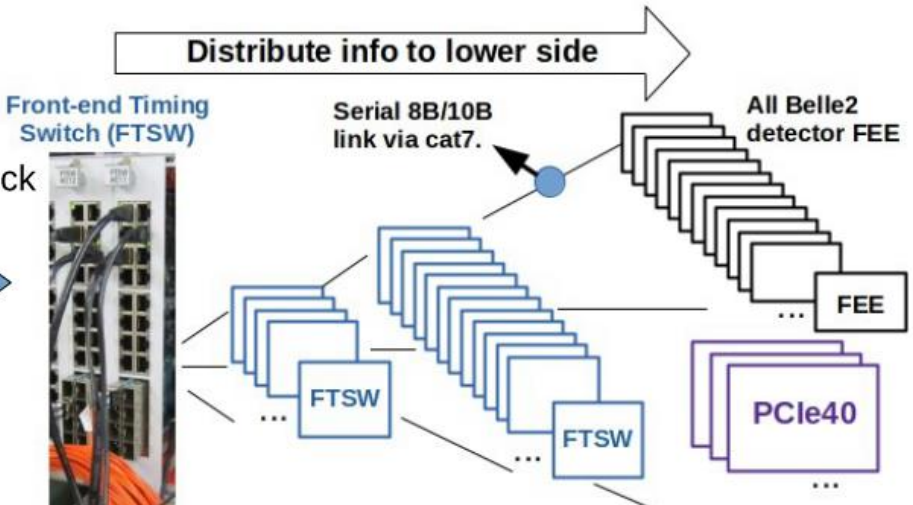 Distribute info to lower side
Front-end Timing
Switch (FTSW)
Serial 8B/10B
link via cat7.
All Belle2
detector FEE
ck
...
FTSW
...
FTSW
...
FEE
PCIe40
...